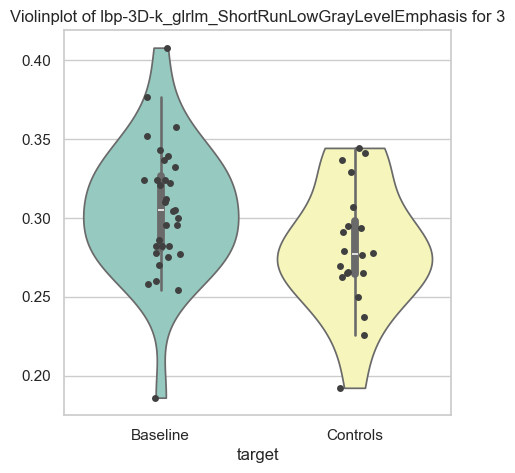 Violinplot of lbp-3D-k_glrlm_ShortRunLowGrayLevelEmphasis for 3
0.40
0.35
0.30
0.25
0.20
Baseline
Controls
target